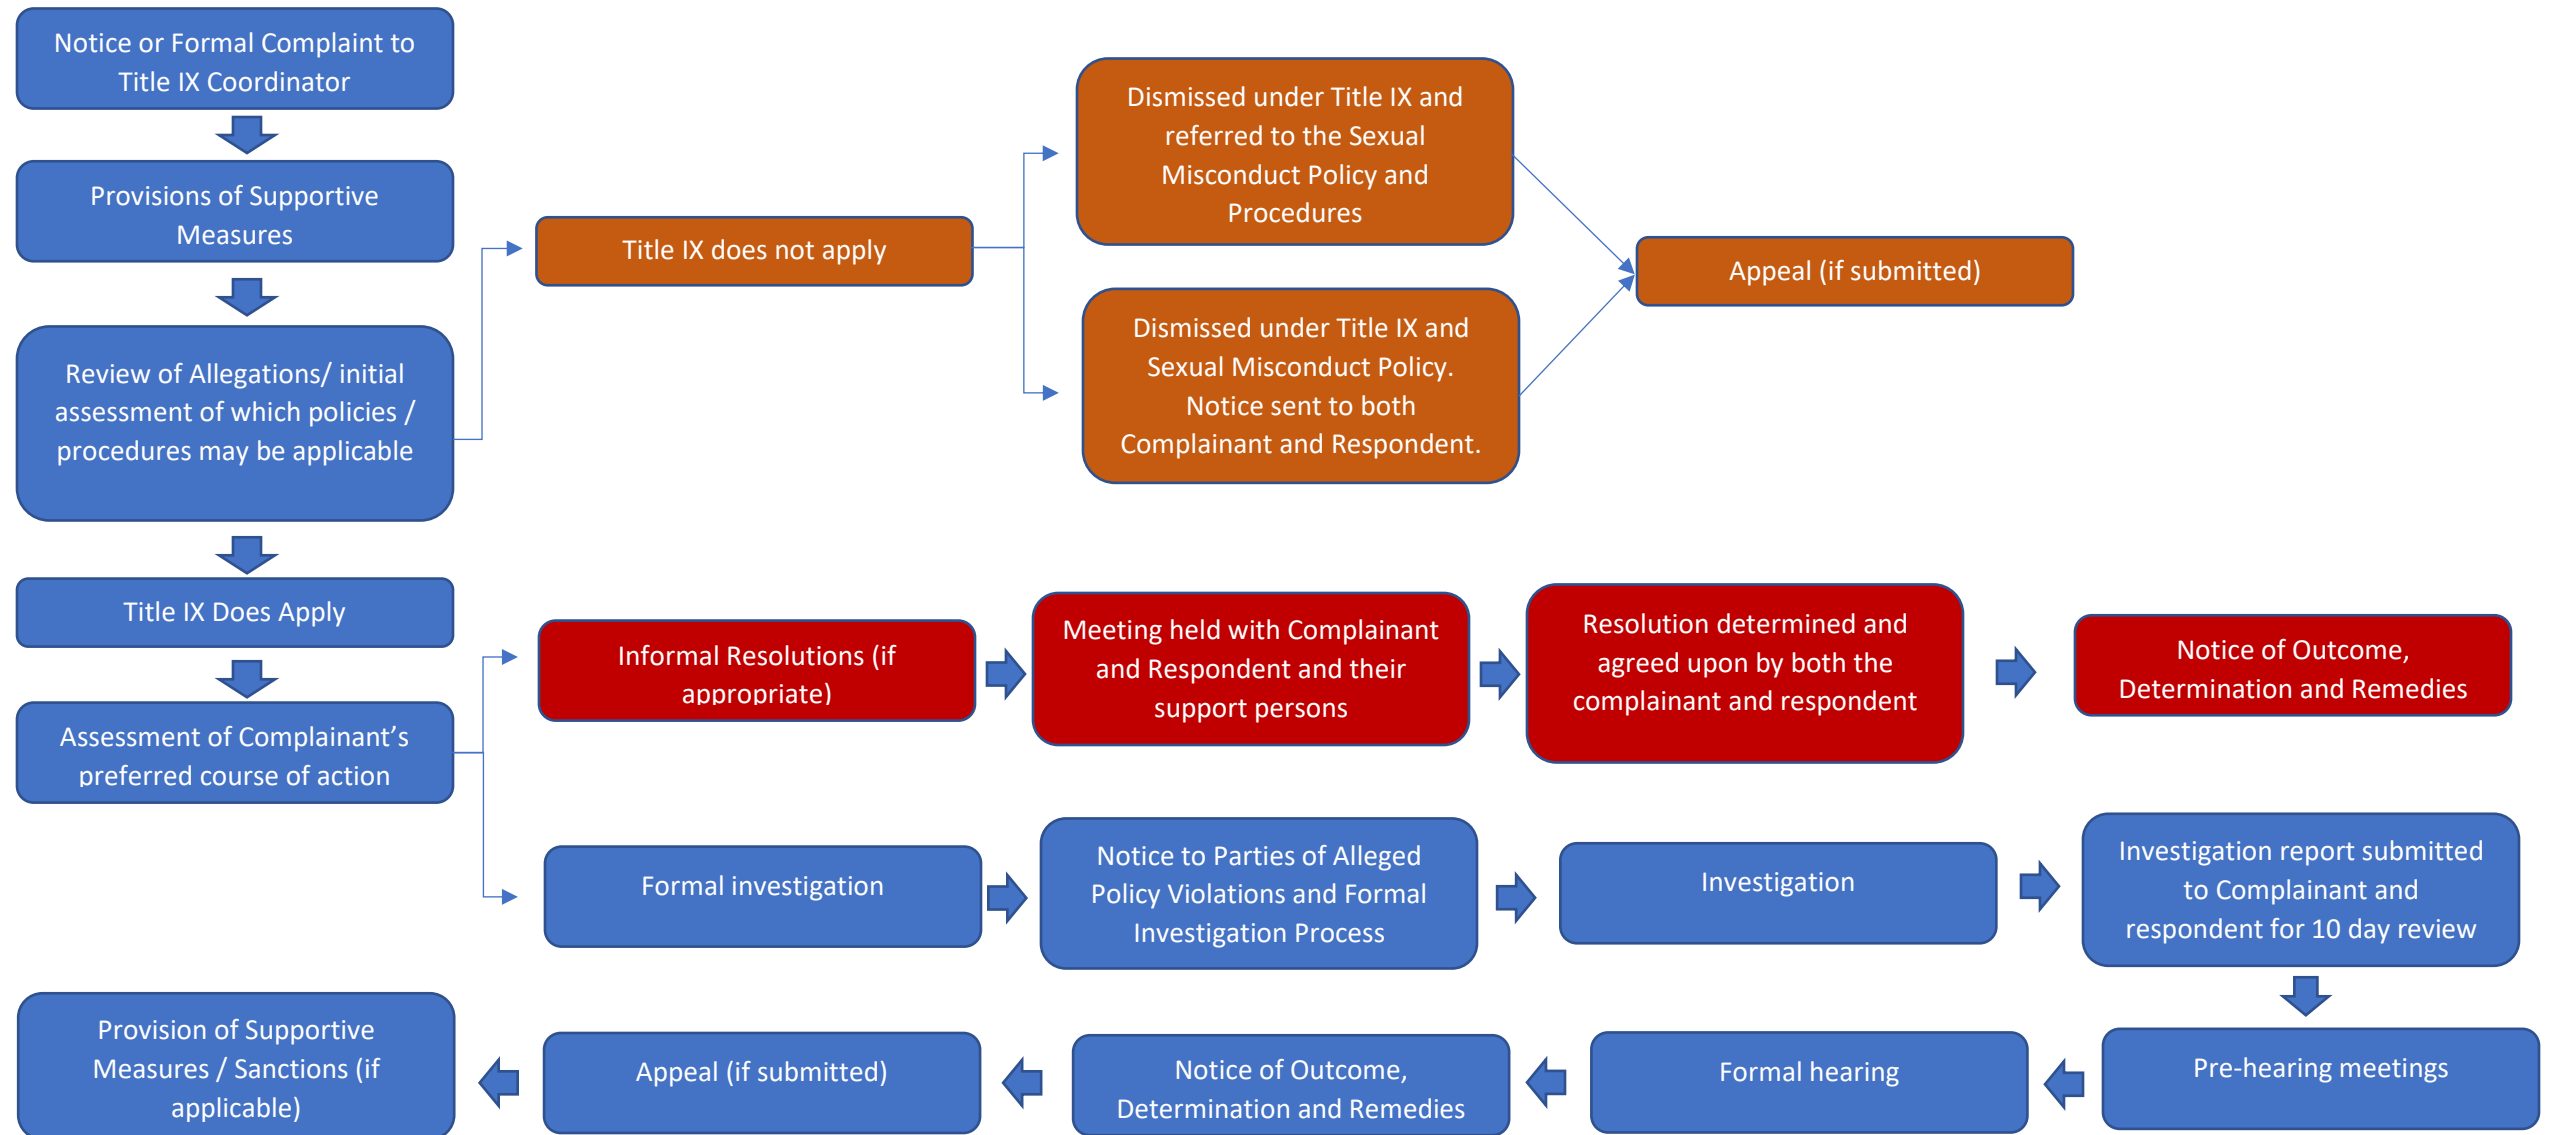 Notice or Formal Complaint to
Title IX Coordinator
Provisions of Supportive
Measures
Review of Allegations/ initial
assessment of which policies /
procedures may be applicable
Title IX does not apply
Dismissed under Title IX and
referred to the Sexual
Misconduct Policy and
Procedures
Dismissed under Title IX and
Sexual Misconduct Policy.
Notice sent to both
Complainant and Respondent.
Appeal (if submitted)
Title IX Does Apply
Assessment of Complainant’s
preferred course of action
Informal Resolutions (if
appropriate)
Meeting held with Complainant
and Respondent and their
support persons
Resolution determined and
agreed upon by both the
complainant and respondent
Notice of Outcome,
Determination and Remedies
Formal investigation
Notice to Parties of Alleged
Policy Violations and Formal
Investigation Process
Investigation
Investigation report submitted
to Complainant and
respondent for 10 day review
Pre-hearing meetings
Formal hearing
Notice of Outcome,
Determination and Remedies
Appeal (if submitted)
Provision of Supportive
Measures / Sanctions (if
applicable)